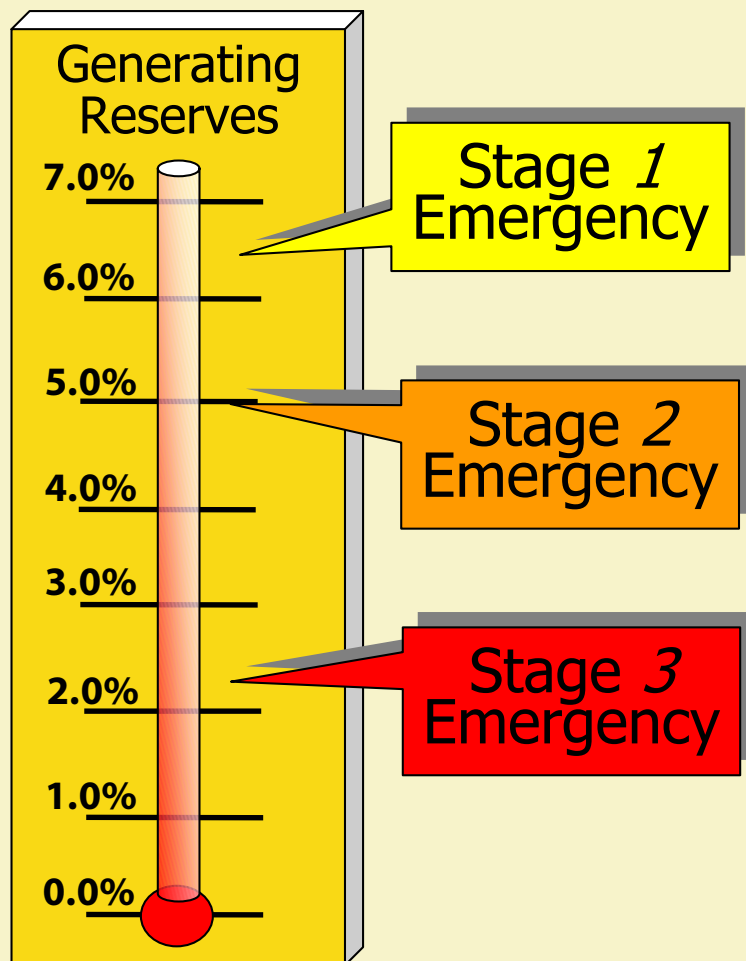 Generating
Reserves
7.0%
6.0%
5.0%
4.0%
3.0%
2.0%
1.0%
0.0%
Stage 1
Emergency
Stage 2
Emergency
Stage 3
Emergency